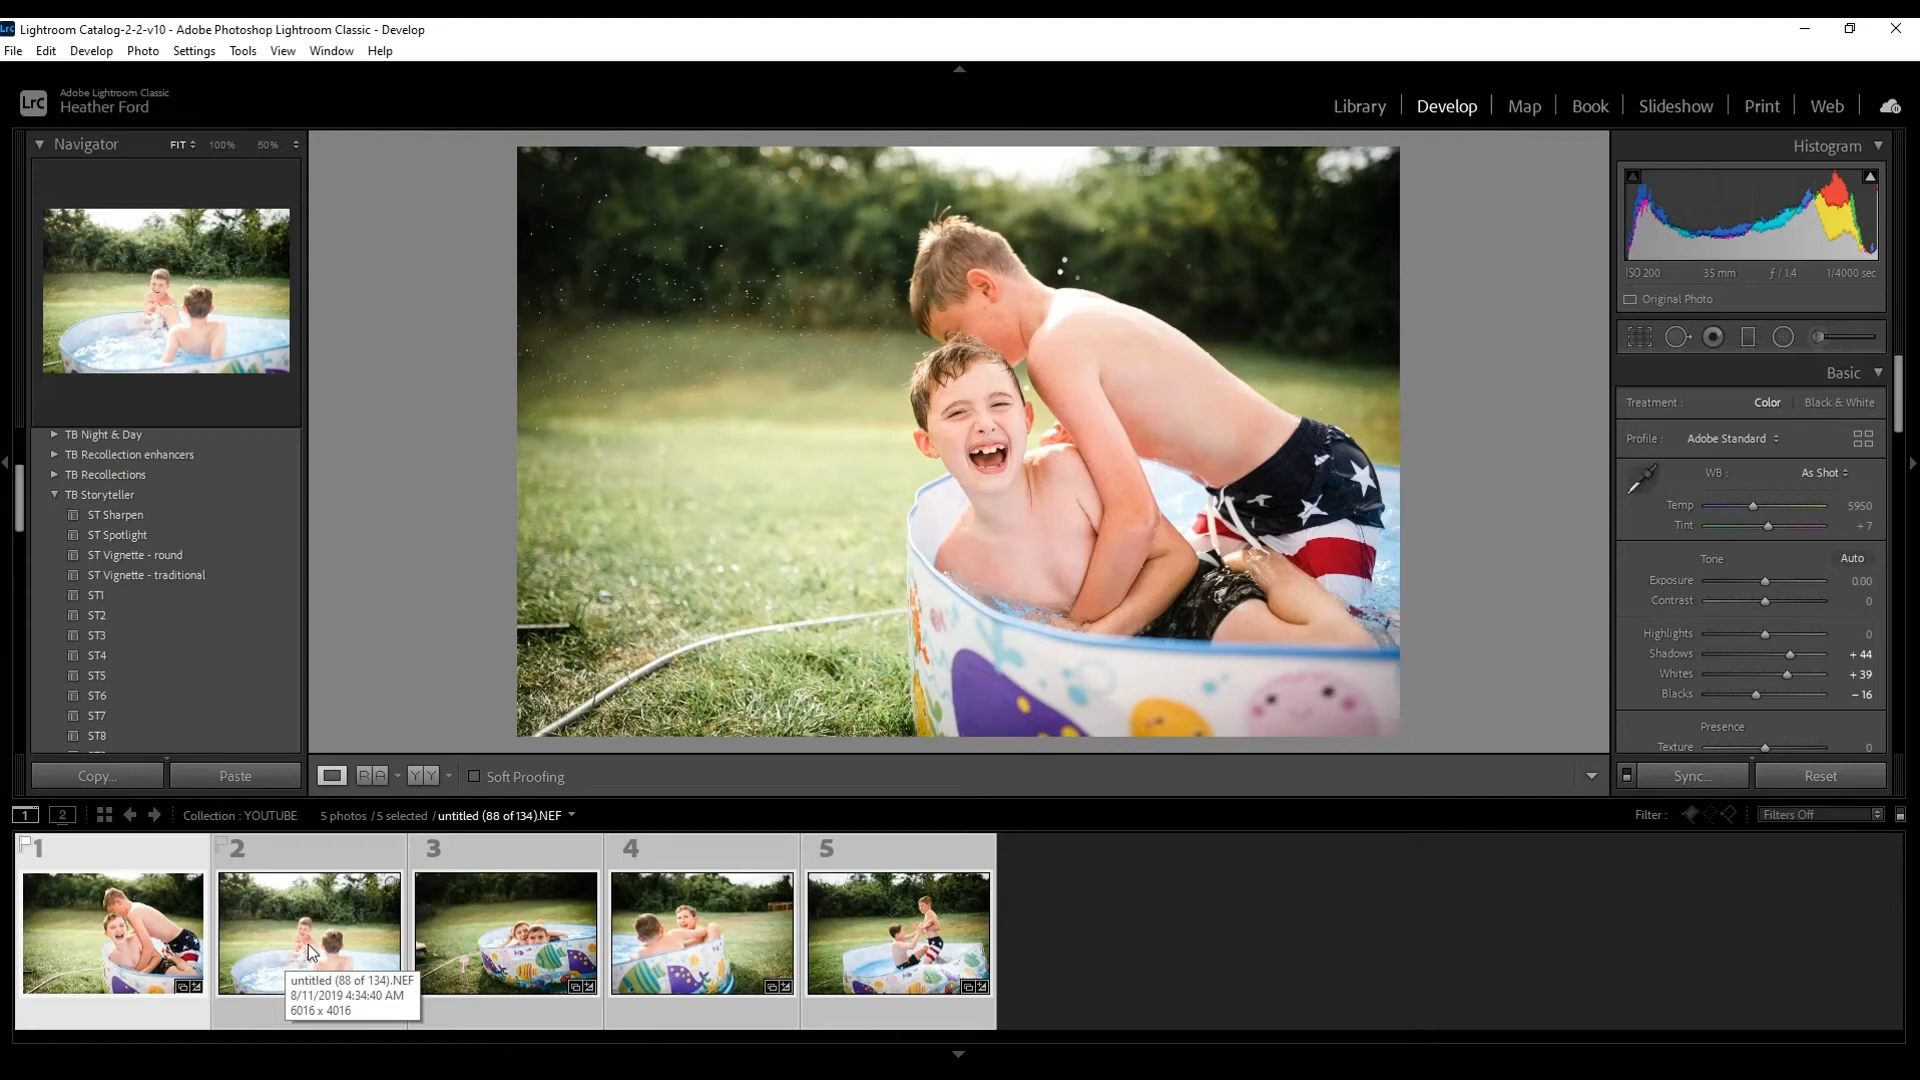 Lightroom Catalog-2-2-v10 - Adobe Photoshop Lightroom Classic - Develop
File Edit Develop Photo Settings Tools View Window Help
Adobe Lightroom Classic
Heather Ford
Library Develop Map Book Slideshow Print Web
Navigator FIT 100% 50%
TB Night & Day
TB Recollection enhancers
TB Recollections
TB Storyteller
ST Sharpen
ST Spotlight
ST Vignette - round
ST Vignette - traditional
ST1
ST2
ST3
ST4
ST5
ST6
ST7
ST8
Copy... Paste
Histogram
ISO 200 35 mm ƒ / 1.4 1/4000 sec
Original Photo
Basic
Treatment : Color Black & White
Profile : Adobe Standard
WB : As Shot
Temp 5950
Tint + 7
Tone Auto
Exposure 0.00
Contrast 0
Highlights 0
Shadows + 44
Whites + 39
Blacks - 16
Presence
Texture 0
Sync... Reset
RA YY Soft Proofing
1 2 Collection : YOUTUBE 5 photos / 5 selected / untitled (88 of 134).NEF Filter : Filters Off
1 2 3 4 5
untitled (88 of 134).NEF
8/11/2019 4:34:40 AM
6016 x 4016